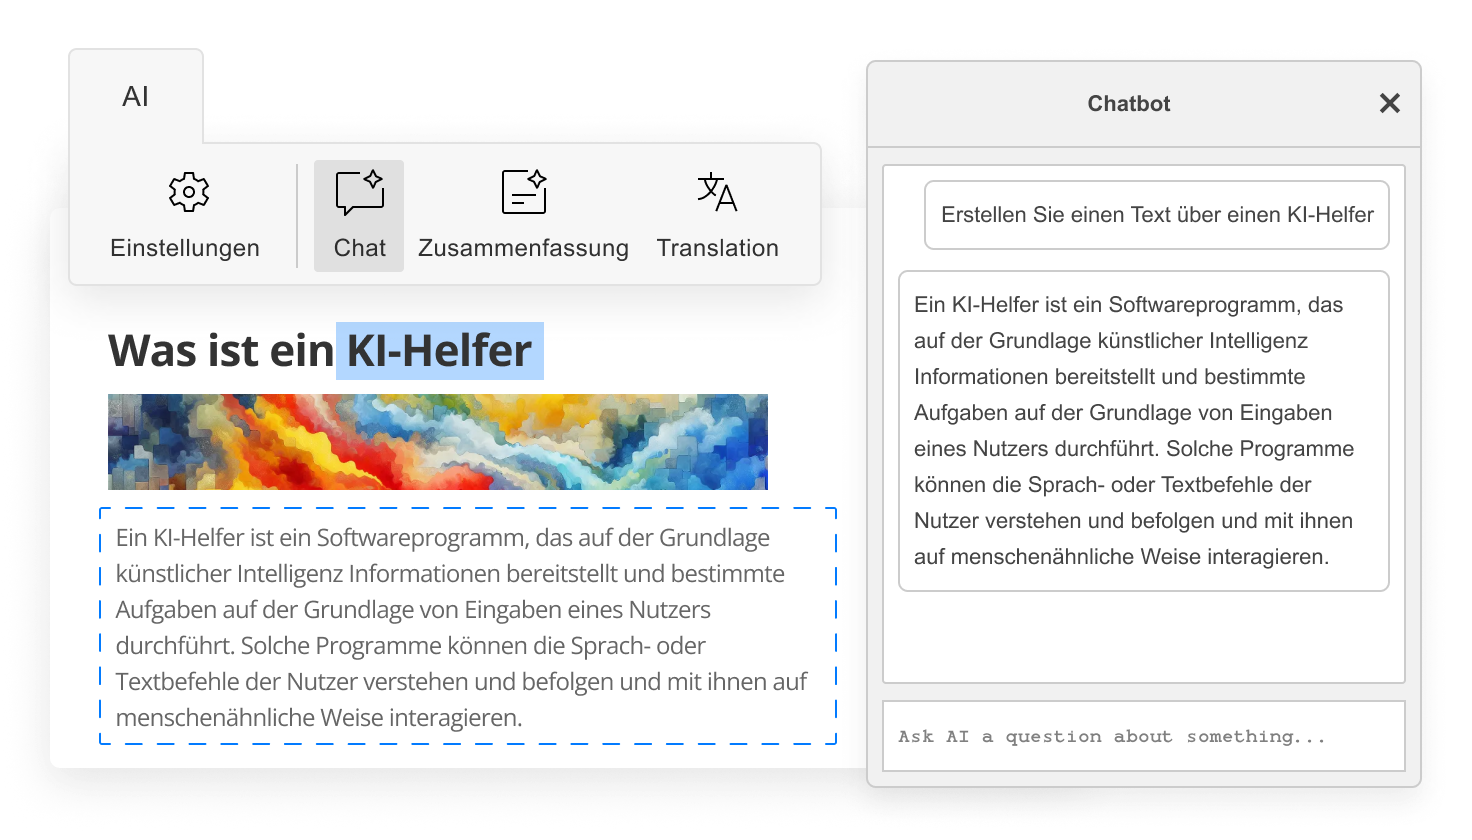 AI
Einstellungen
Chat
Zusammenfassung
Translation
Was ist ein KI-Helfer
Ein KI-Helfer ist ein Softwareprogramm, das auf der Grundlage
künstlicher Intelligenz Informationen bereitstellt und bestimmte
Aufgaben auf der Grundlage von Eingaben eines Nutzers
durchführt. Solche Programme können die Sprach- oder
Textbefehle der Nutzer verstehen und befolgen und mit ihnen auf
menschenähnliche Weise interagieren.
Chatbot
Erstellen Sie einen Text über einen KI-Helfer
Ein KI-Helfer ist ein Softwareprogramm, das
auf der Grundlage künstlicher Intelligenz
Informationen bereitstellt und bestimmte
Aufgaben auf der Grundlage von Eingaben
eines Nutzers durchführt. Solche Programme
können die Sprach- oder Textbefehle der
Nutzer verstehen und befolgen und mit ihnen
auf menschenähnliche Weise interagieren.
Ask AI a question about something...